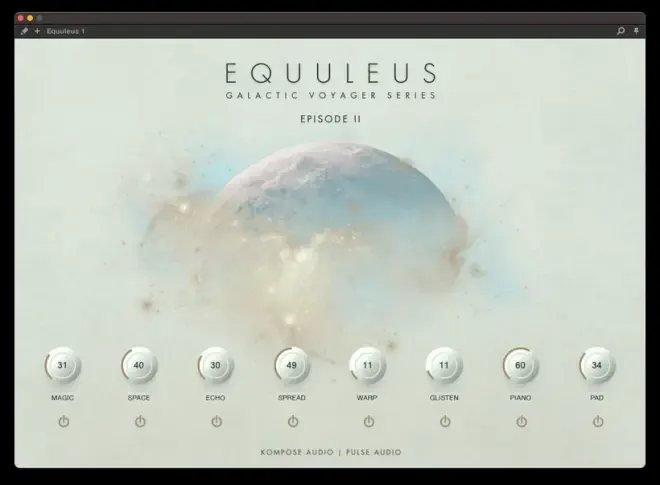 Equuleus 1
EQUULEUS
GALACTIC VOYAGER SERIES
EPISODE II
31 40 30 49 11 11 60 34
MAGIC SPACE ECHO SPREAD WARP GLISTEN PIANO PAD
KOMPOSE AUDIO | PULSE AUDIO